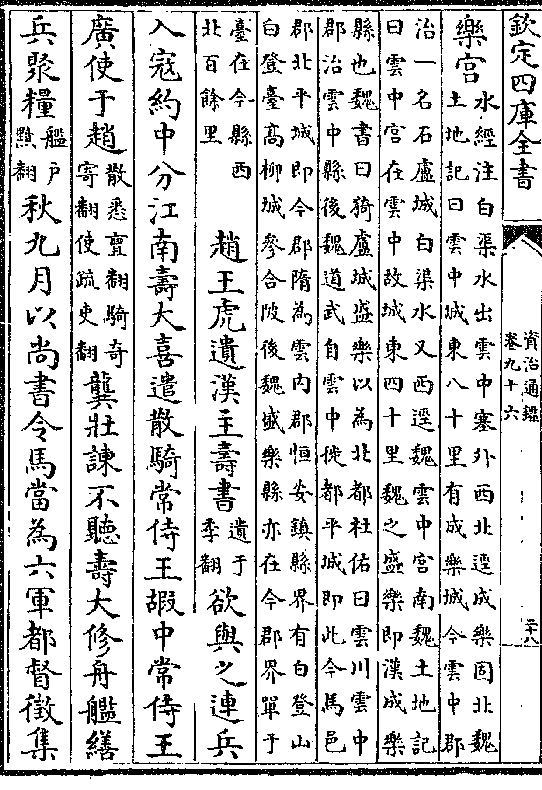 欽定四庫全書
資治通鑑
卷九十六
二十八
樂宫
水經注白渠水出雲中塞外西北逕成樂固北魏
土地記曰雲中城東八十里有成樂城今雲中郡
治一名石盧城白渠水又西逕魏雲中宫南魏土地記
曰雲中宫在雲中故城東四十里魏之盛樂即漢成樂
縣也魏書曰猗盧城盛樂以為北都杜佑曰雲川雲中
郡治雲中縣後魏道武自雲中徙都平城即此今馬邑
郡北平城即今郡隋為雲内郡恒安鎮縣界有白登山
白登臺髙柳城參合陂後魏盛樂縣亦在今郡界單于
臺在今縣西
北百餘里
趙王虎遺漢主夀書
遺于
季翻
欲與之連兵
入寇約中分江南夀大喜遣散騎常侍王嘏中常侍王
廣使于趙
散悉亶翻騎奇
寄翻使疏吏翻
龔壯諫不聽夀大修舟艦繕
兵聚糧
艦户
黤翻
秋九月以尚書令馬當為六軍都督徵集